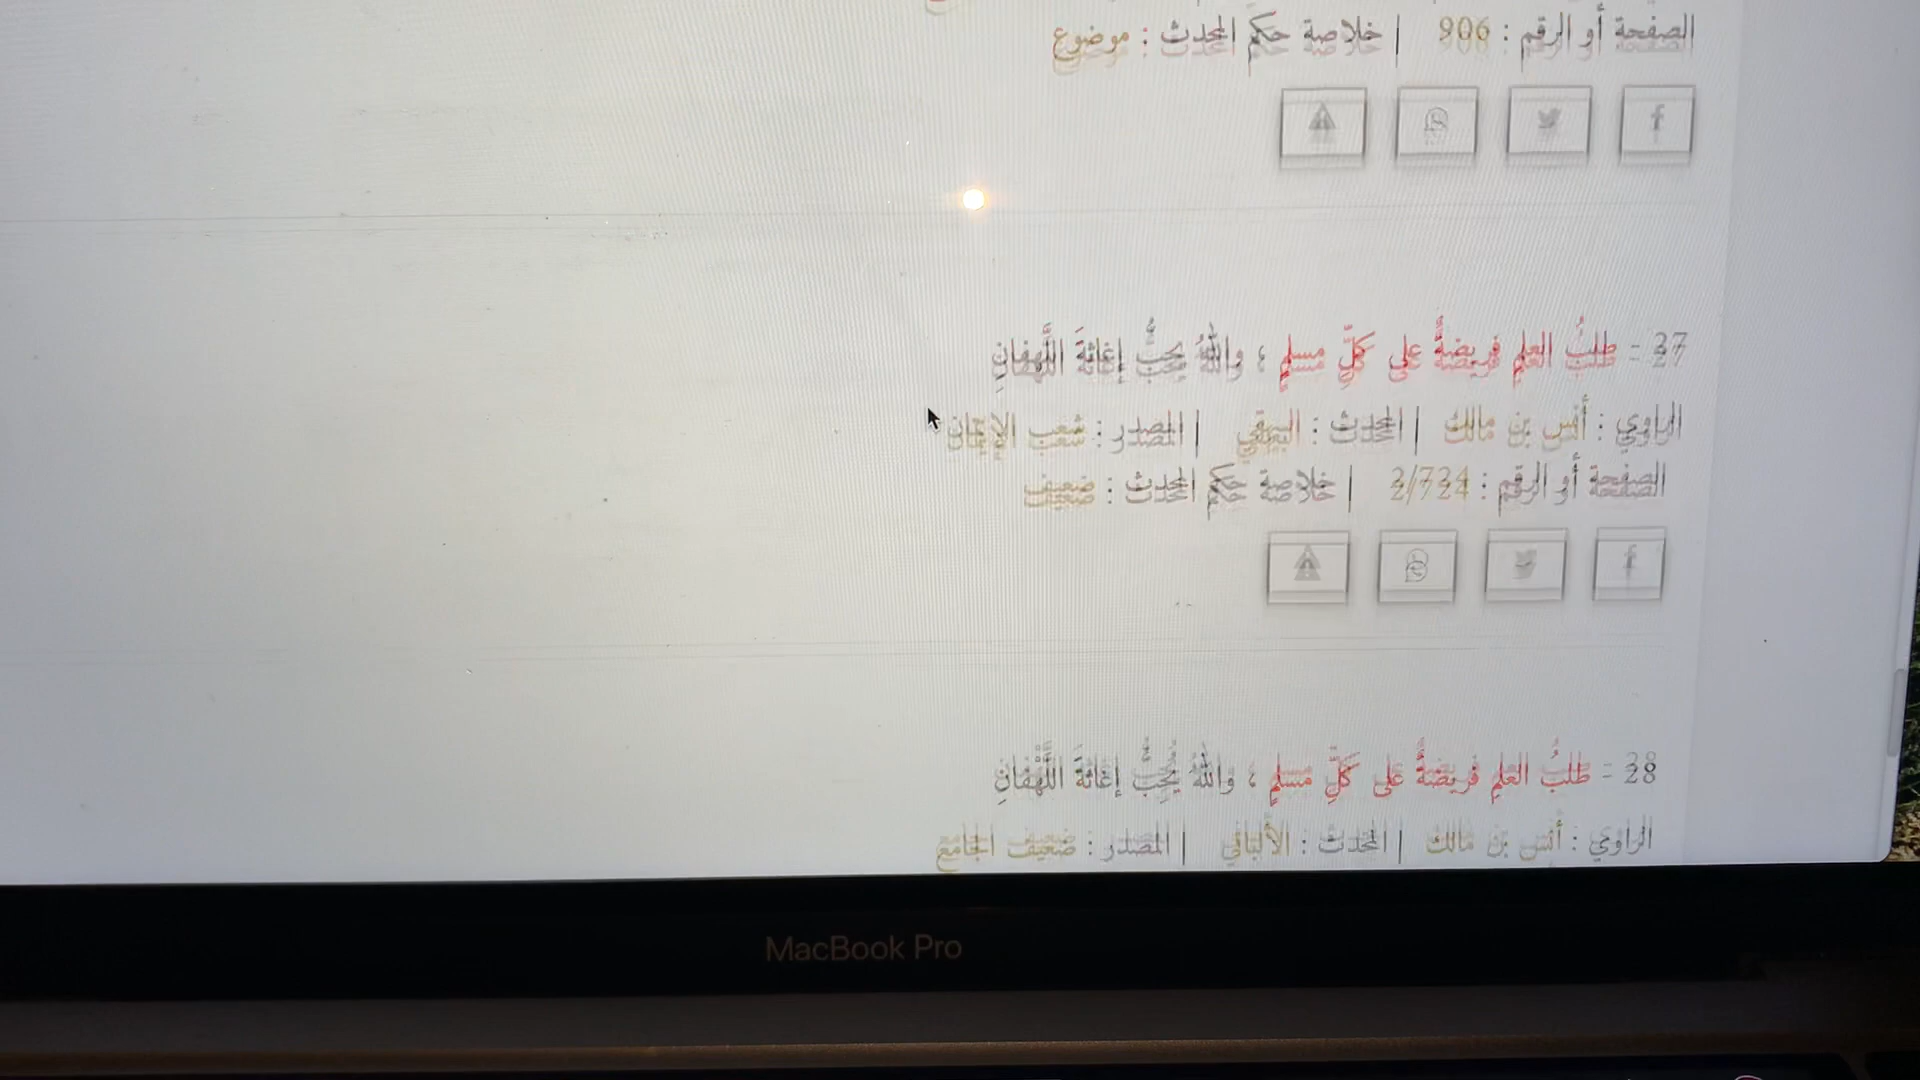 الصفحة أو الرقم : 906 | خلاصة حكم المحدث : موضوع
27 - طلبُ العلمِ فريضةٌ على كلِّ مسلمٍ ، واللهُ يحبُّ إغاثةَ اللَّهفانِ
الراوي : أنس بن مالك | المحدث : البيهقي | المصدر : شعب الإيمان
الصفحة أو الرقم : 2/724 | خلاصة حكم المحدث : ضعيف
28 - طلبُ العلمِ فريضةٌ على كلِّ مسلمٍ ، واللهُ يُحِبُّ إغاثةَ اللَّهْفانِ
الراوي : أنس بن مالك | المحدث : الألباني | المصدر : ضعيف الجامع
MacBook Pro